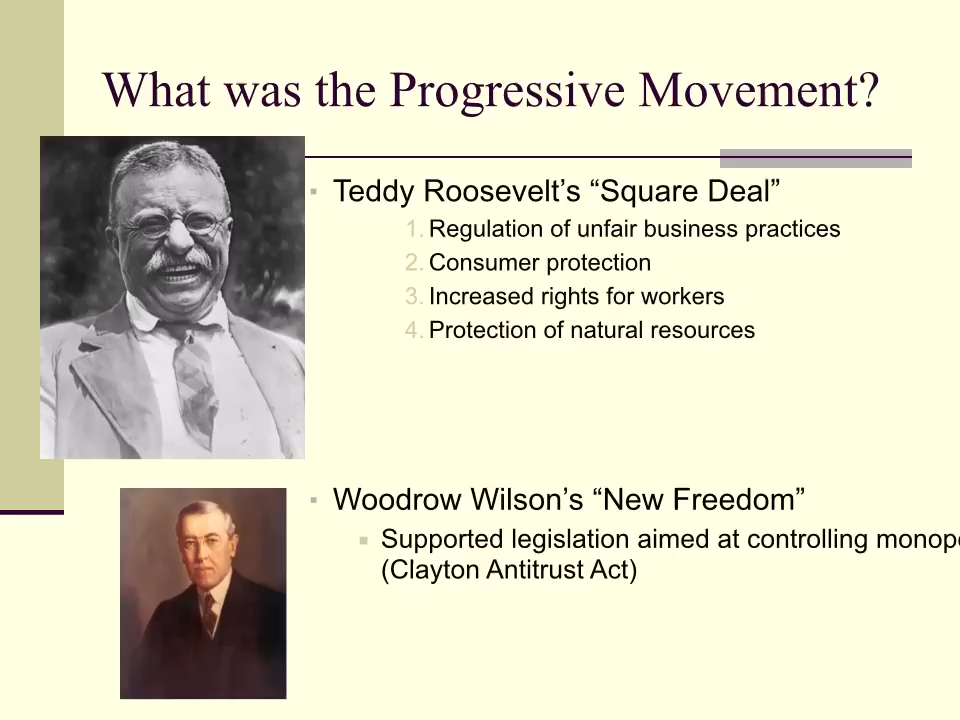 What was the Progressive Movement?
▪ Teddy Roosevelt’s “Square Deal”
1. Regulation of unfair business practices
2. Consumer protection
3. Increased rights for workers
4. Protection of natural resources
▪ Woodrow Wilson’s “New Freedom”
■ Supported legislation aimed at controlling
(Clayton Antitrust Act)